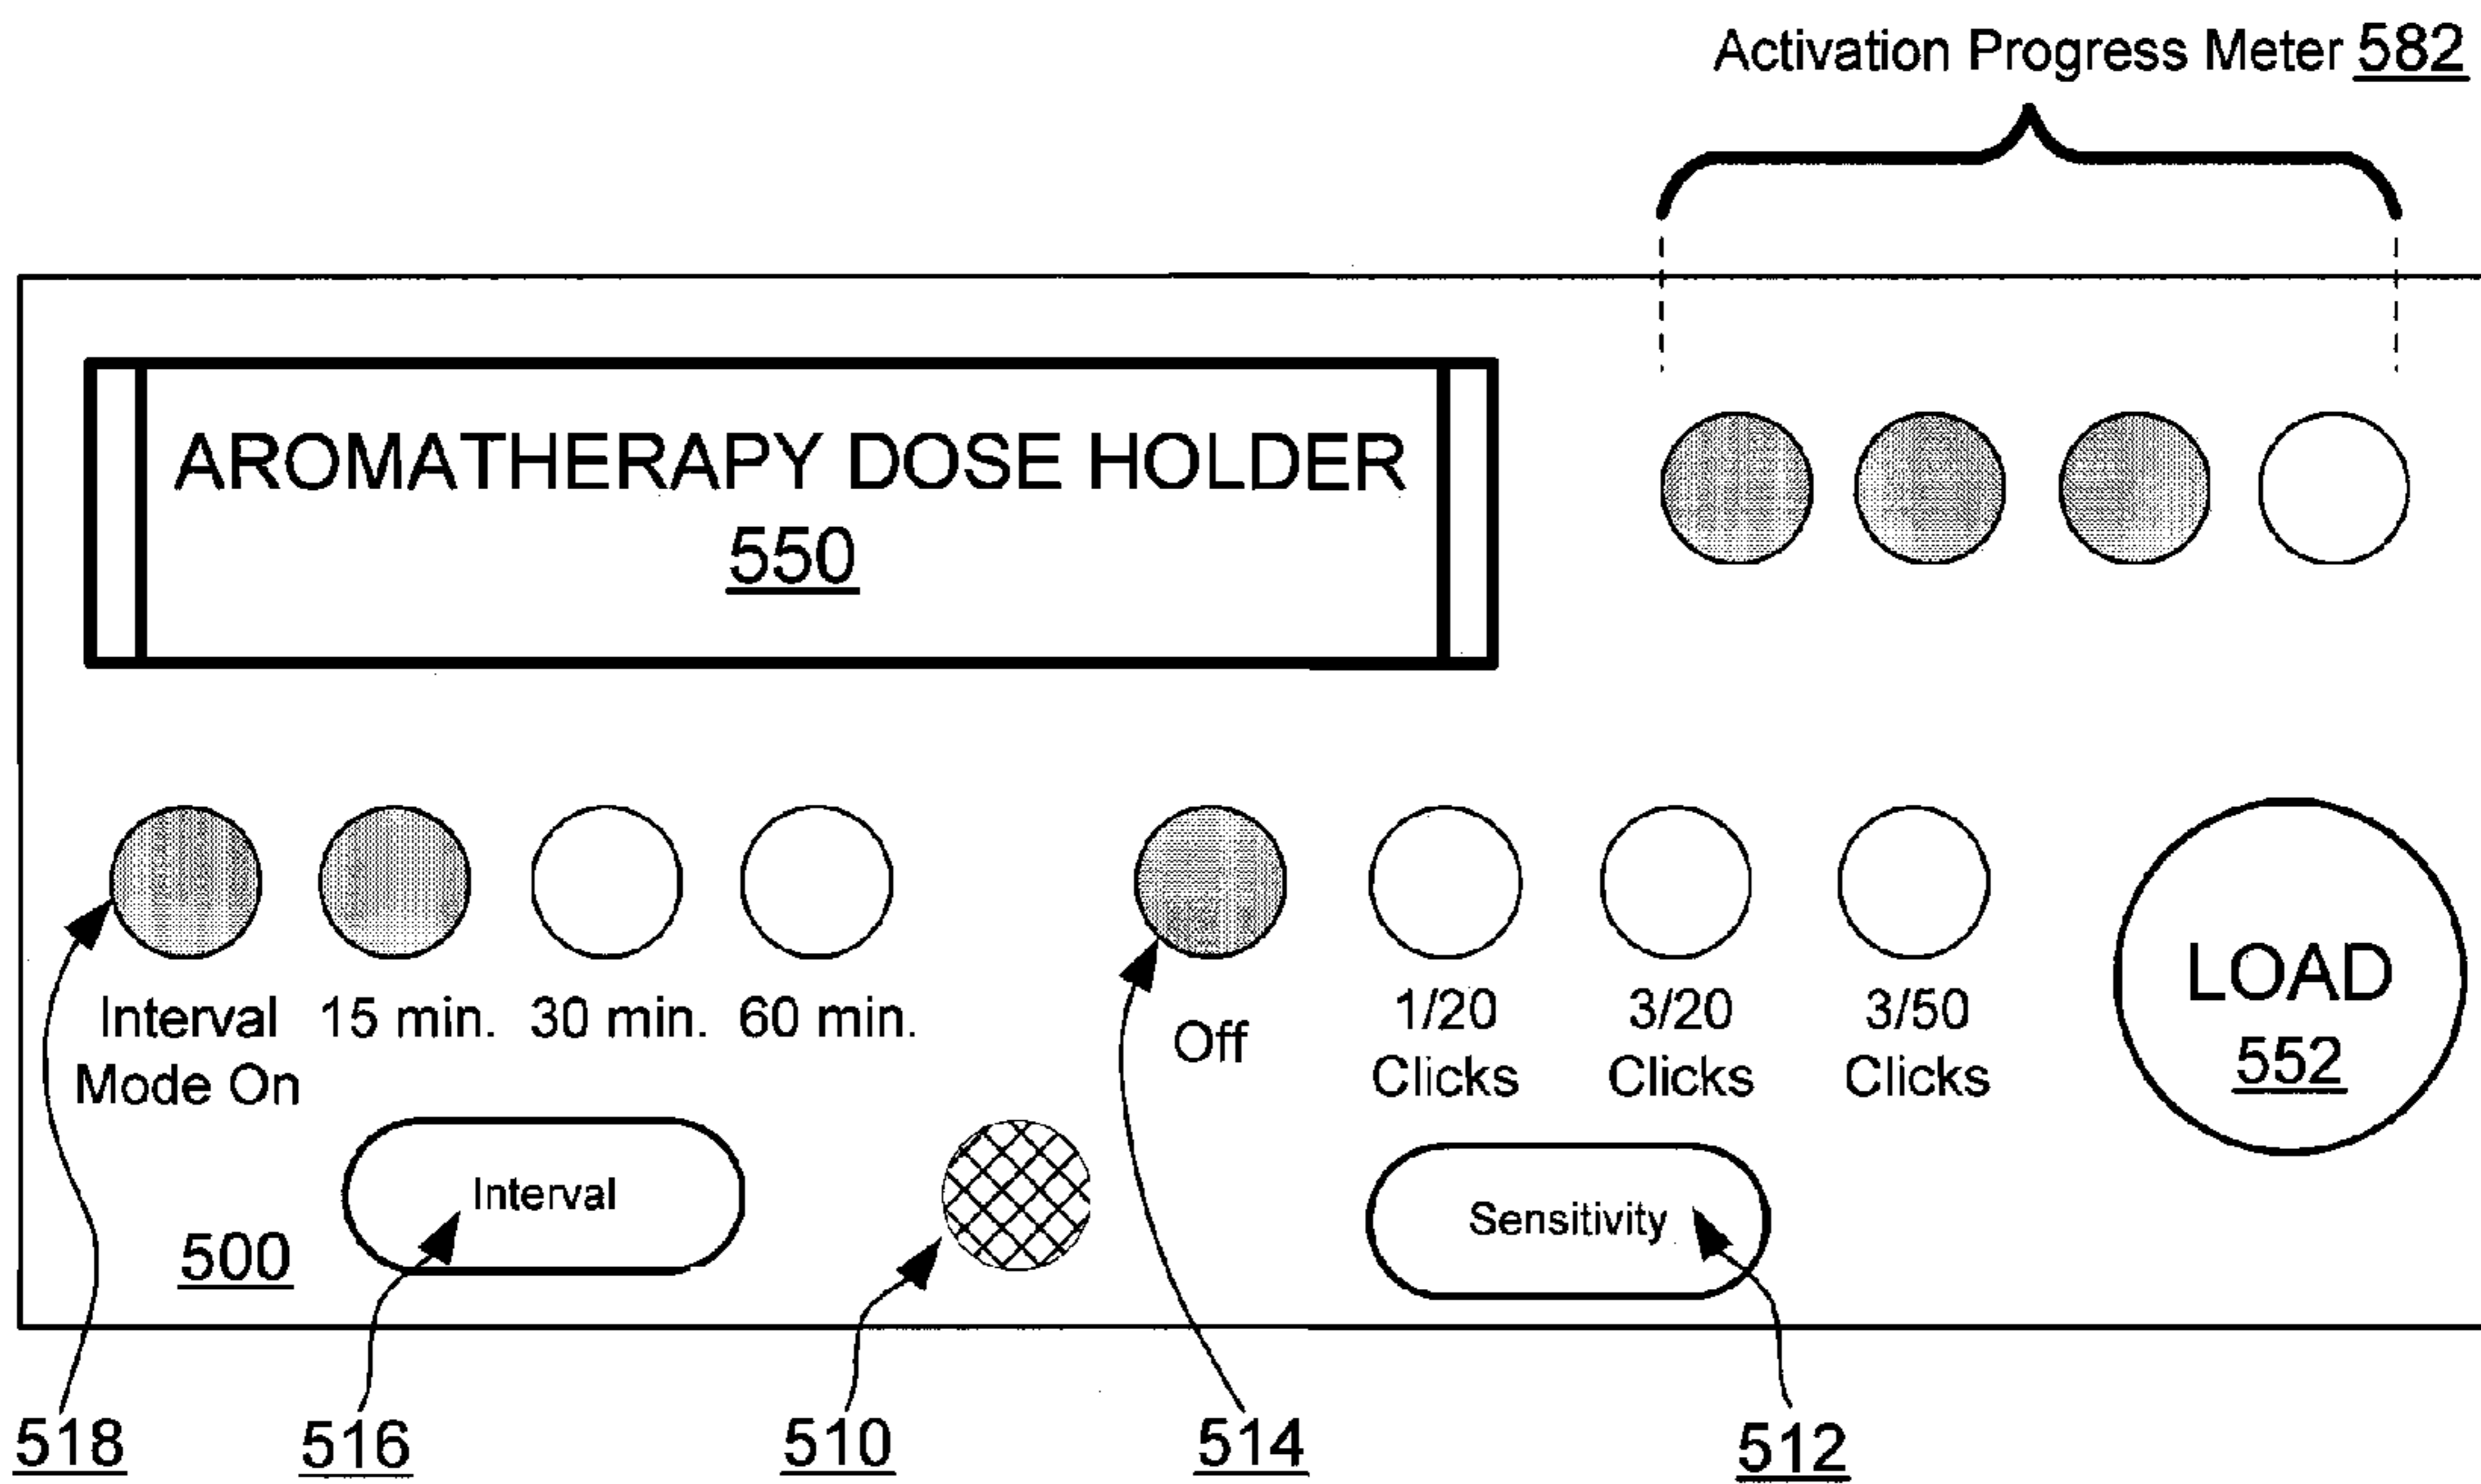 Activation Progress Meter 582
AROMATHERAPY DOSE HOLDER
550
Interval
Mode On
15 min.
30 min.
60 min.
Off
1/20
Clicks
3/20
Clicks
3/50
Clicks
LOAD
552
Interval
Sensitivity
500
518
516
510
514
512